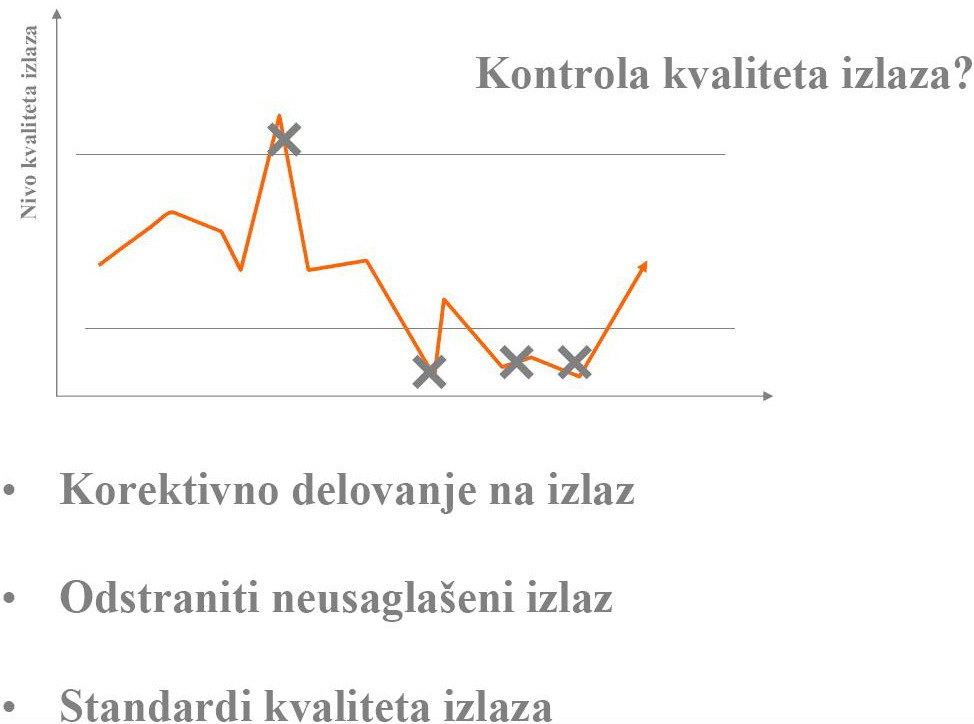 Nivo kvaliteta izlaza
Kontrola kvaliteta izlaza?
• Korektivno delovanje na izlaz
• Odstraniti neusaglašeni izlaz
• Standardi kvaliteta izlaza